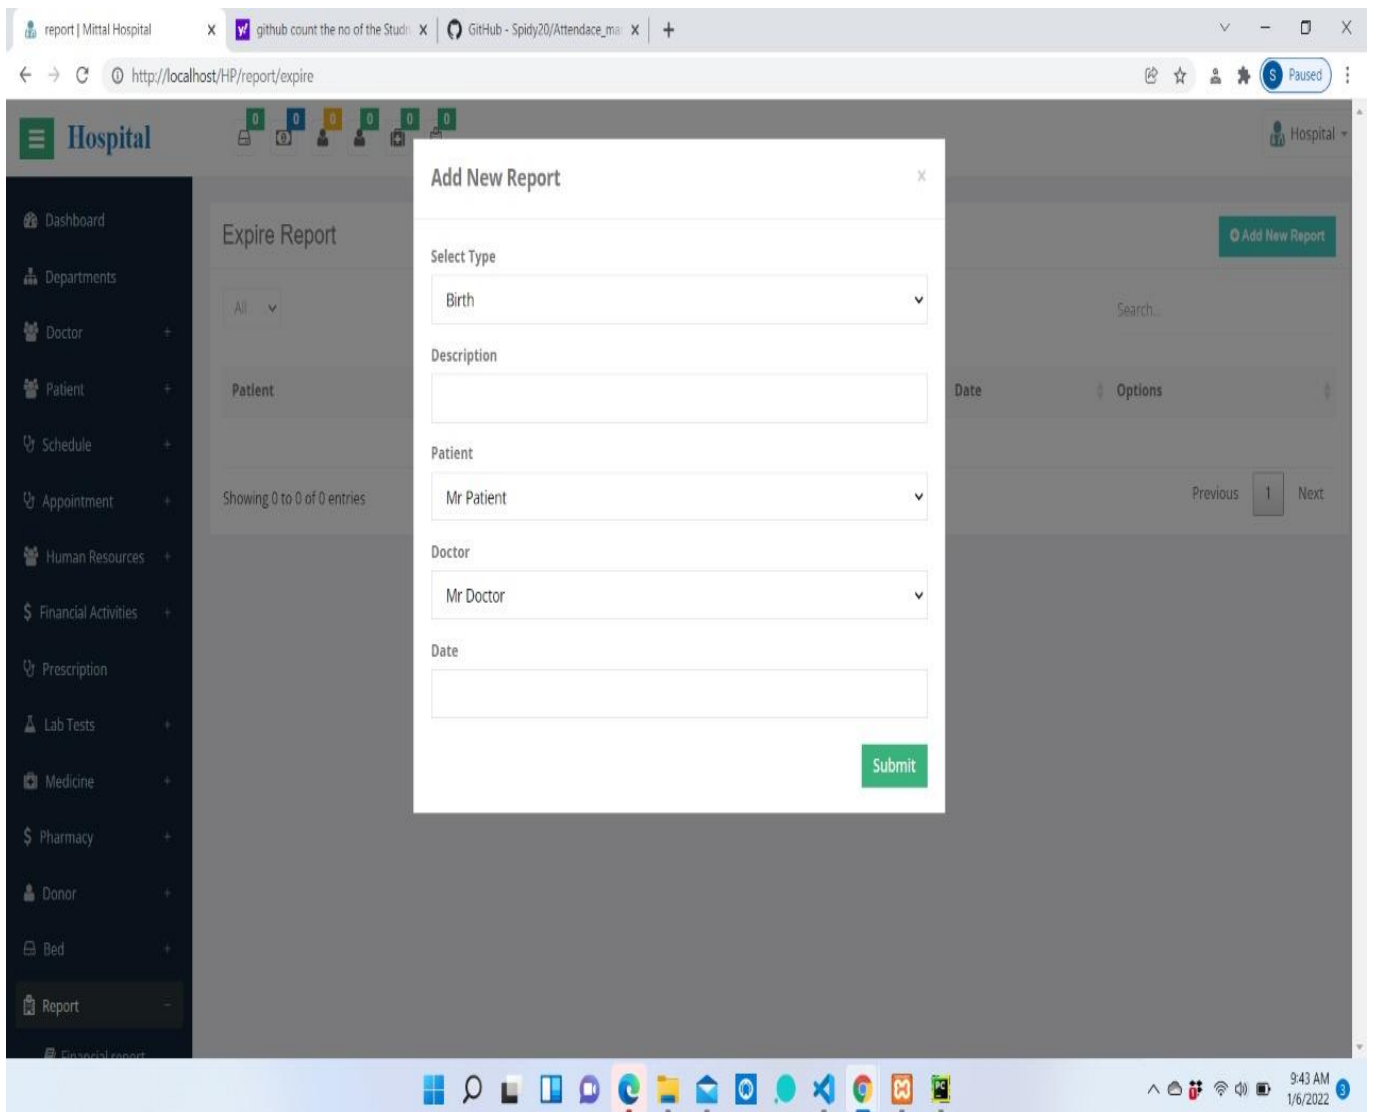 report | Mittal Hospital
github count the no of the Stud
GitHub - Spidy20/Attendace_ma
http://localhost/HP/report/expire
S Paused
Hospital
0 0 0 0 0 0
Hospital
Add New Report
Dashboard
Departments
Doctor
Patient
Schedule
Appointment
Human Resources
Financial Activities
Prescription
Lab Tests
Medicine
Pharmacy
Donor
Bed
Report
Financial report
Expire Report
Add New Report
All
Search...
Patient
Date
Options
Showing 0 to 0 of 0 entries
Previous 1 Next
Select Type
Birth
Description
Patient
Mr Patient
Doctor
Mr Doctor
Date
Submit
9:43 AM
1/6/2022
3